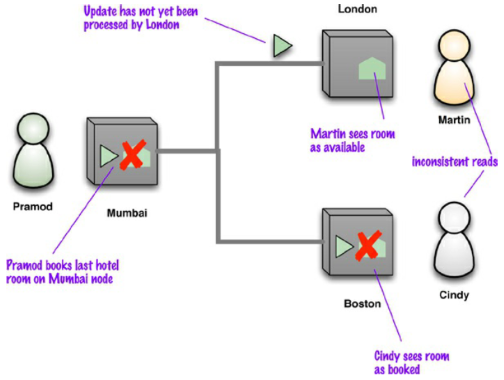 Update has not yet been
processed by London
London
Martin sees room
as available
Martin
inconsistent reads
Pramod
Mumbai
Pramod books last hotel
room on Mumbai node
Boston
Cindy
Cindy sees room
as booked